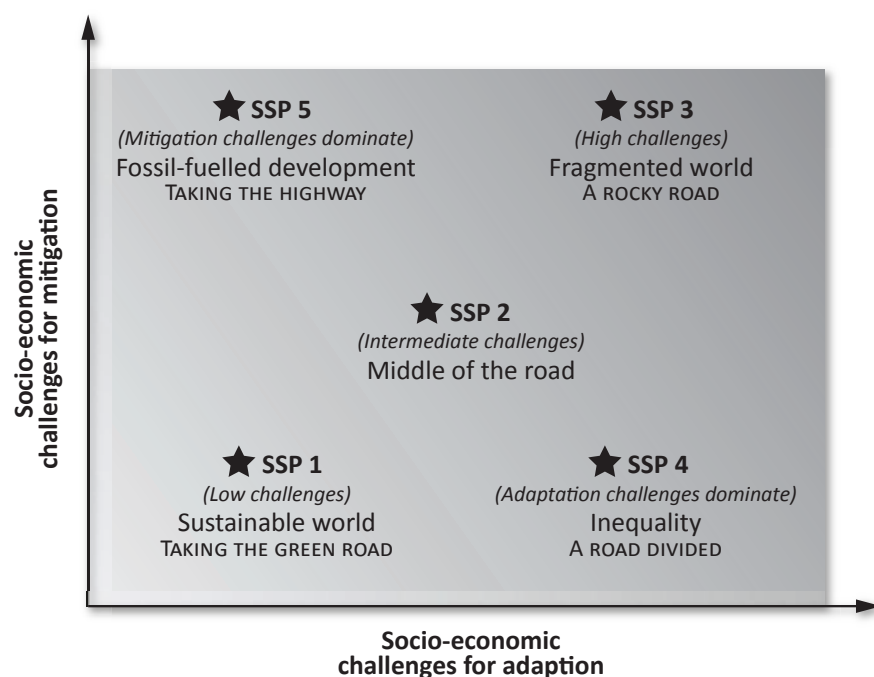 SSP 5
(Mitigation challenges dominate)
Fossil-fuelled development
TAKING THE HIGHWAY
SSP 3
(High challenges)
Fragmented world
A ROCKY ROAD
Socio-economic
challenges for mitigation
SSP 2
(Intermediate challenges)
Middle of the road
SSP 1
(Low challenges)
Sustainable world
TAKING THE GREEN ROAD
SSP 4
(Adaptation challenges dominate)
Inequality
A ROAD DIVIDED
Socio-economic
challenges for adaption